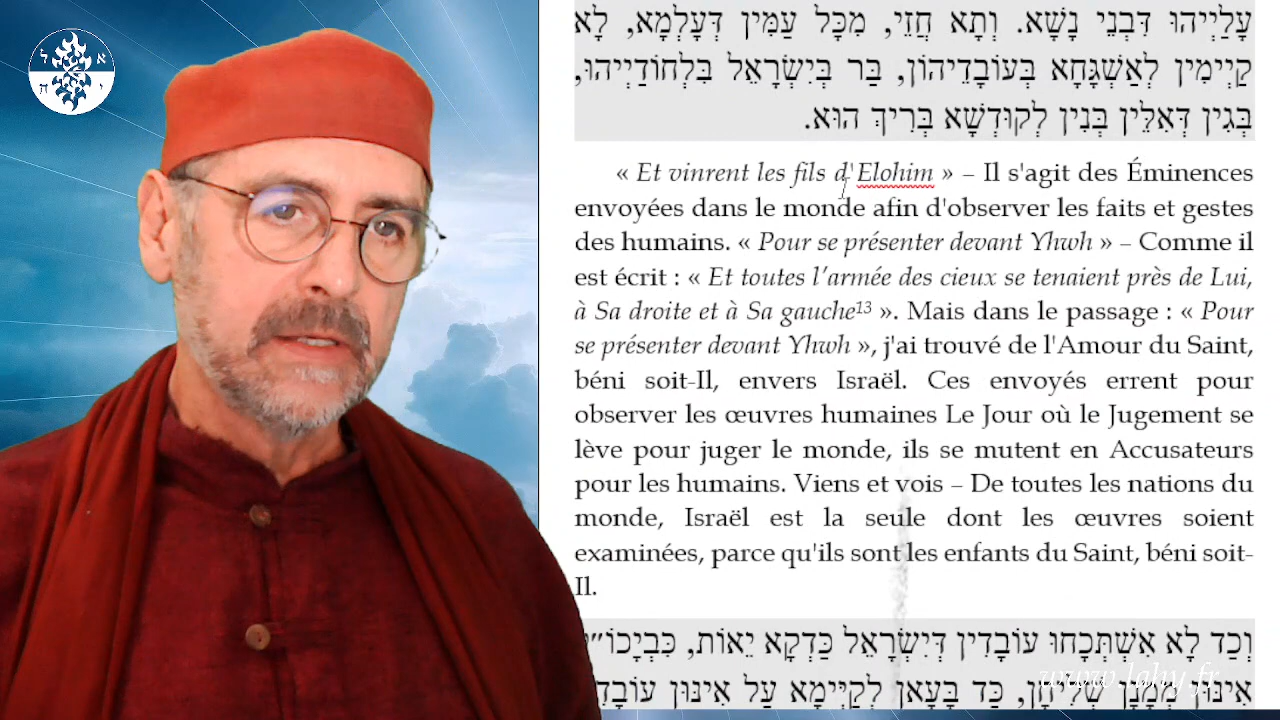 א ל
ה י
עָלַיְיהוּ דִּבְנֵי נָשָׁא. וְתָא חֲזֵי, מִכָּל עַמִּין דְּעָלְמָא, לָא
קַיְימִין לְאַשְׁגָּחָא בְּעוֹבָדֵיהוֹן, בַּר בְּיִשְׂרָאֵל בִּלְחוֹדַיְיהוּ,
בְּגִין דְּאִלֵּין בְּנִין לְקוּדְשָׁא בְּרִיךְ הוּא.
« Et vinrent les fils d'Elohim » – Il s'agit des Éminences
envoyées dans le monde afin d'observer les faits et gestes
des humains. « Pour se présenter devant Yhwh » – Comme il
est écrit : « Et toutes l’armée des cieux se tenaient près de Lui,
à Sa droite et à Sa gauche¹³ ». Mais dans le passage : « Pour
se présenter devant Yhwh », j'ai trouvé de l'Amour du Saint,
béni soit-Il, envers Israël. Ces envoyés errent pour
observer les œuvres humaines Le Jour où le Jugement se
lève pour juger le monde, ils se mutent en Accusateurs
pour les humains. Viens et vois – De toutes les nations du
monde, Israël est la seule dont les œuvres soient
examinées, parce qu'ils sont les enfants du Saint, béni soit-
Il.
וְכַד לָא אִשְׁתְּכָחוּ עוֹבָדִין דְּיִשְׂרָאֵל כַּדְקָא יֵאוֹת, כִּבְיָכוֹ״
אִינּוּן מְמָנָן שְׁלִיחָן, כַּד בָּעָאן לְקַיְּימָא עַל אִינּוּן עוֹבָדִ
www.lahy.fr